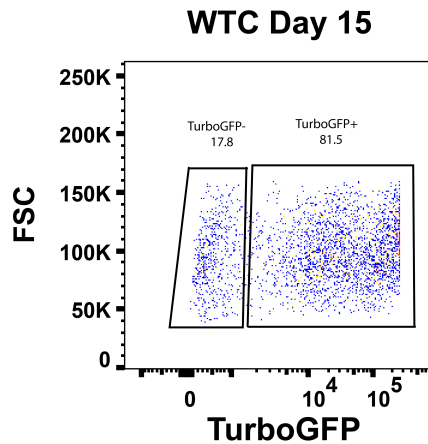 WTC Day 15
250K
200K
150K
100K
50K
0
FSC
TurboGFP-
17.8
TurboGFP+
81.5
0
10^4
10^5
TurboGFP